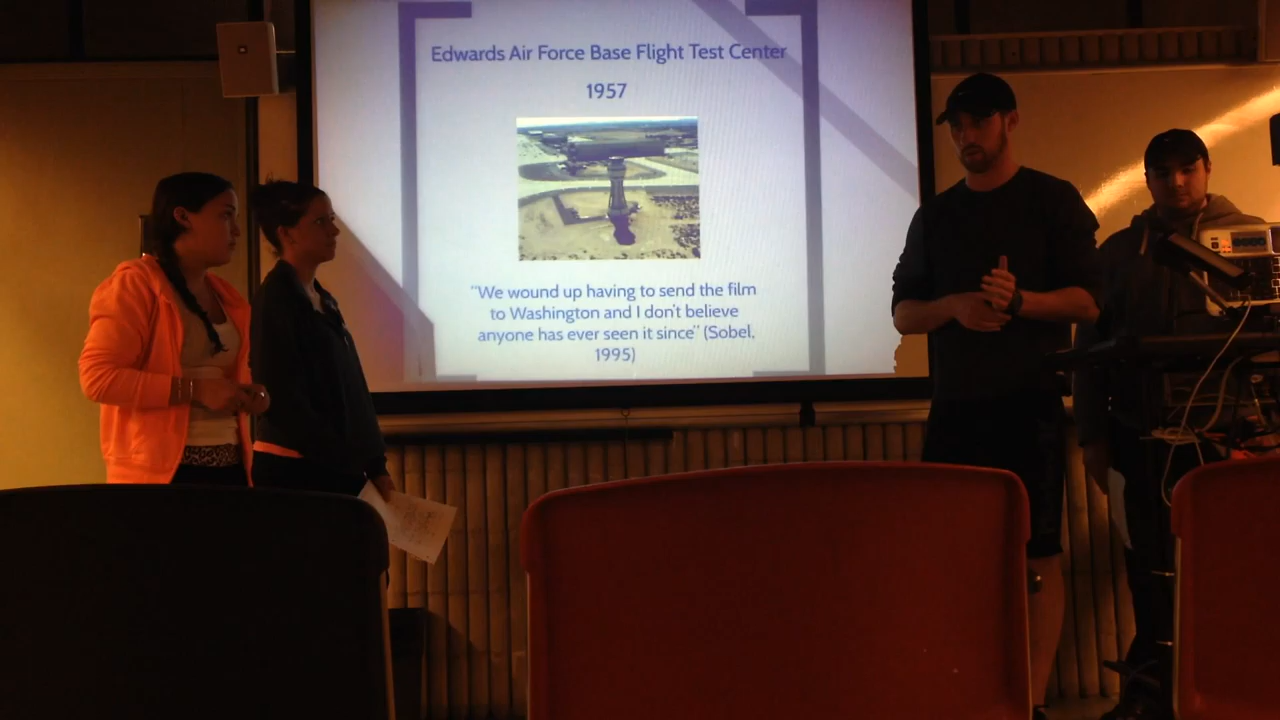 Edwards Air Force Base Flight Test Center
1957
"We wound up having to send the film
to Washington and I don't believe
anyone has ever seen it since" (Sobel,
1995)